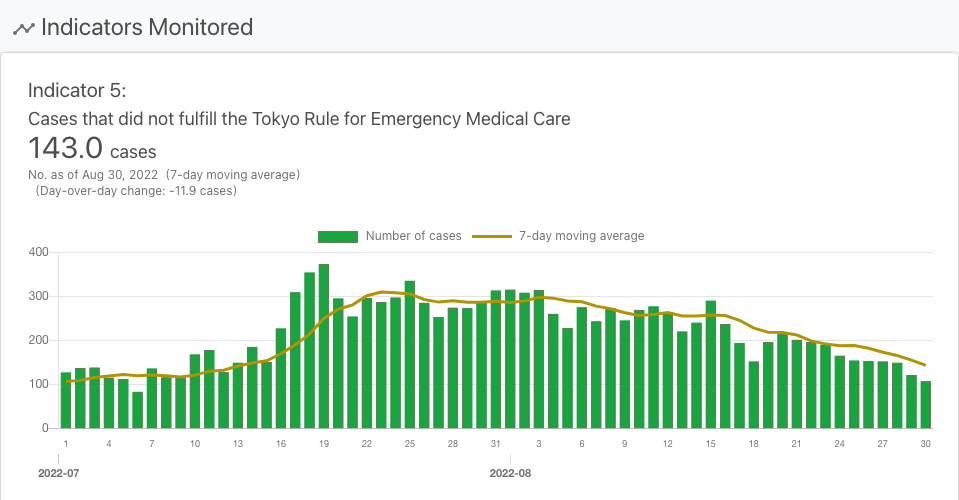 Indicators Monitored
Indicator 5:
Cases that did not fulfill the Tokyo Rule for Emergency Medical Care
143.0 cases
No. as of Aug 30, 2022 (7-day moving average)
(Day-over-day change: -11.9 cases)
Number of cases 7-day moving average
400
300
200
100
0
1 4 7 10 13 16 19 22 25 28 31 3 6 9 12 15 18 21 24 27 30
2022-07 2022-08